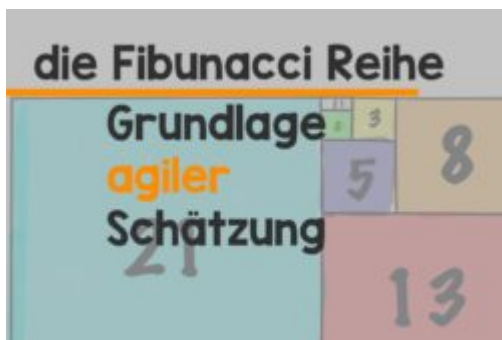 die Fibunacci Reihe
Grundlage
agiler
Schätzung
3
8
5
21
13